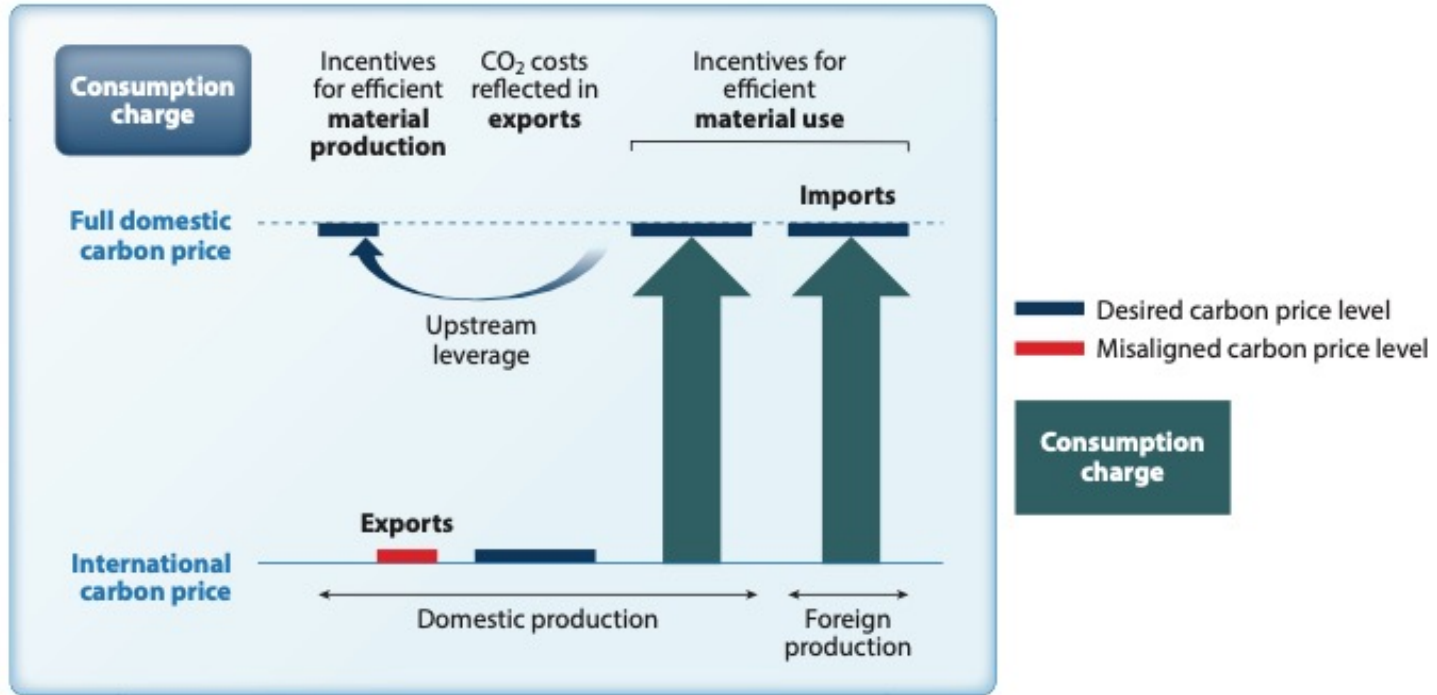 Consumption
charge
Incentives
for efficient
material
production
CO₂ costs
reflected in
exports
Incentives for
efficient
material use
Full domestic
carbon price
Imports
Upstream
leverage
Exports
International
carbon price
Domestic production
Foreign
production
Desired carbon price level
Misaligned carbon price level
Consumption
charge